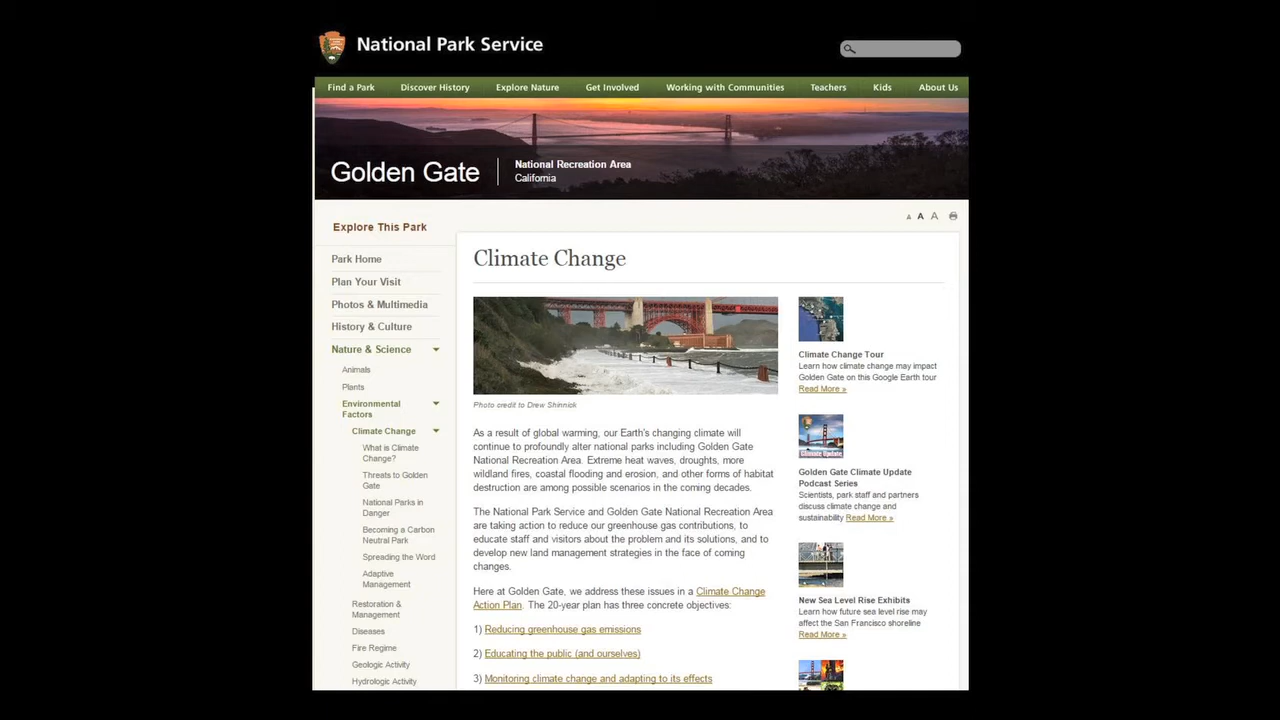 National Park Service
Find a Park Discover History Explore Nature Get Involved Working with Communities Teachers Kids About Us
Golden Gate
National Recreation Area
California
A A A
Explore This Park
Park Home
Plan Your Visit
Photos & Multimedia
History & Culture
Nature & Science
Animals
Plants
Environmental
Factors
Climate Change
What is Climate
Change?
Threats to Golden
Gate
National Parks in
Danger
Becoming a Carbon
Neutral Park
Spreading the Word
Adaptive
Management
Restoration &
Management
Diseases
Fire Regime
Geologic Activity
Hydrologic Activity
Climate Change
Photo credit to Drew Shinnick
As a result of global warming, our Earth's changing climate will
continue to profoundly alter national parks including Golden Gate
National Recreation Area. Extreme heat waves, droughts, more
wildland fires, coastal flooding and erosion, and other forms of habitat
destruction are among possible scenarios in the coming decades.
The National Park Service and Golden Gate National Recreation Area
are taking action to reduce our greenhouse gas contributions, to
educate staff and visitors about the problem and its solutions, and to
develop new land management strategies in the face of coming
changes.
Here at Golden Gate, we address these issues in a Climate Change
Action Plan. The 20-year plan has three concrete objectives:
1) Reducing greenhouse gas emissions
2) Educating the public (and ourselves)
3) Monitoring climate change and adapting to its effects
Climate Change Tour
Learn how climate change may impact
Golden Gate on this Google Earth tour
Read More »
Climate Update
Golden Gate Climate Update
Podcast Series
Scientists, park staff and partners
discuss climate change and
sustainability Read More »
New Sea Level Rise Exhibits
Learn how future sea level rise may
affect the San Francisco shoreline
Read More »